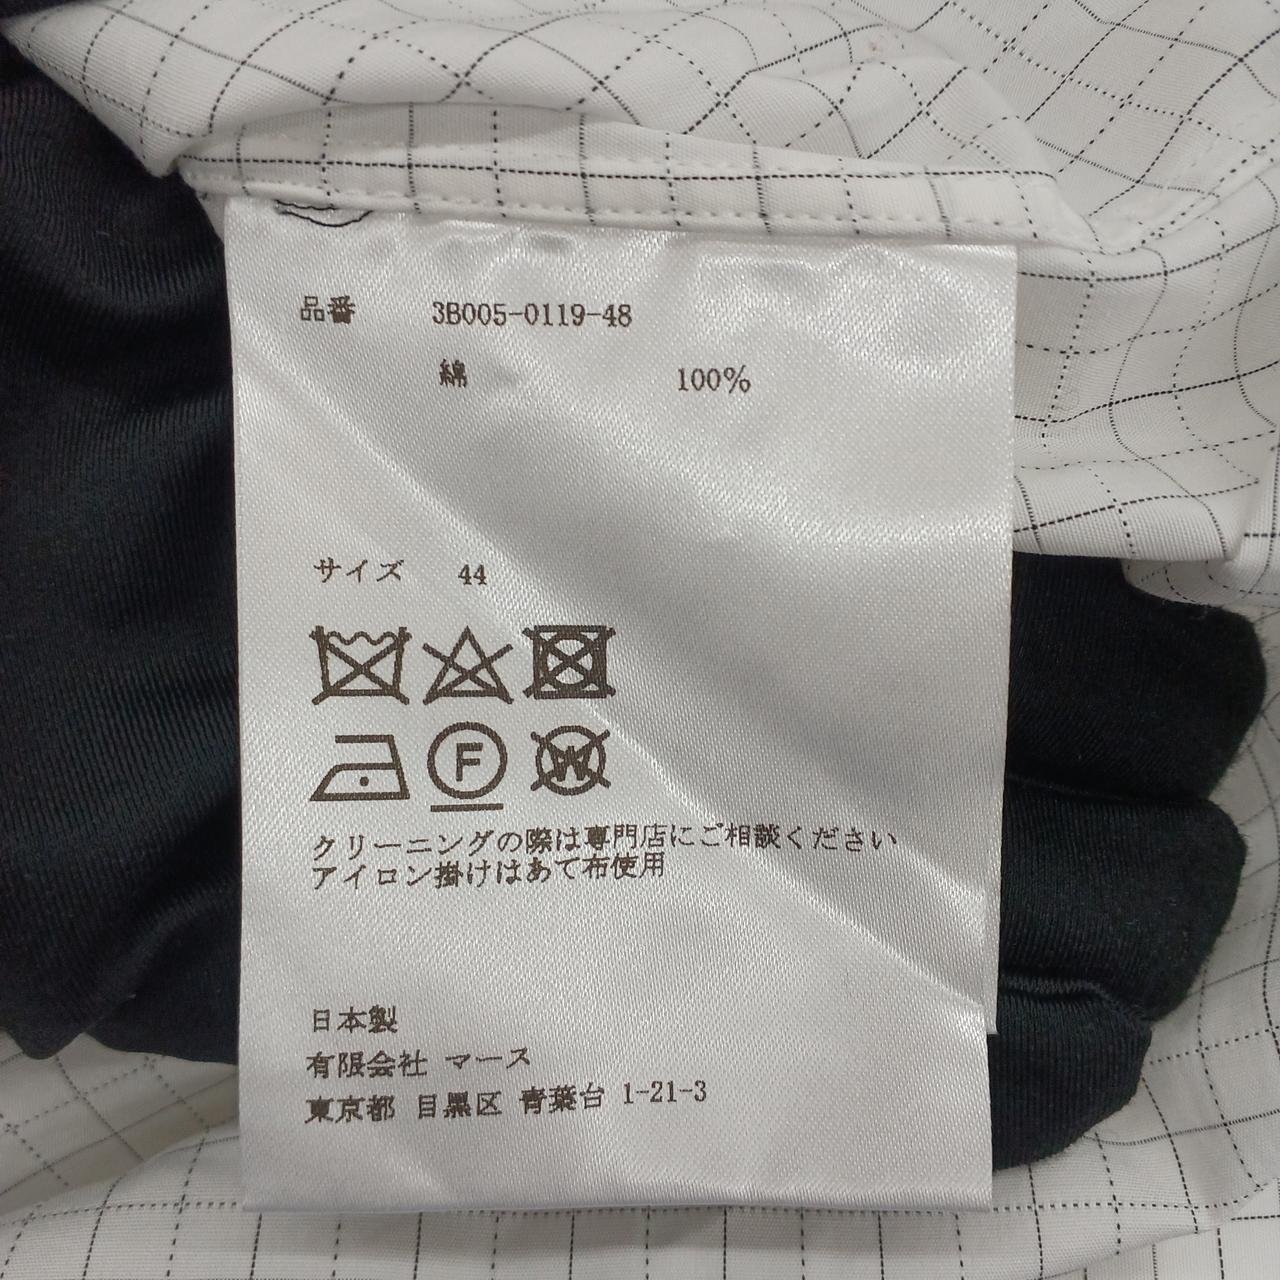 品番 3B005-0119-48
綿 100%
サイズ 44
F W
クリーニングの際は専門店にご相談ください
アイロン掛けはあて布使用
日本製
有限会社 マース
東京都 目黒区 青葉台 1-21-3